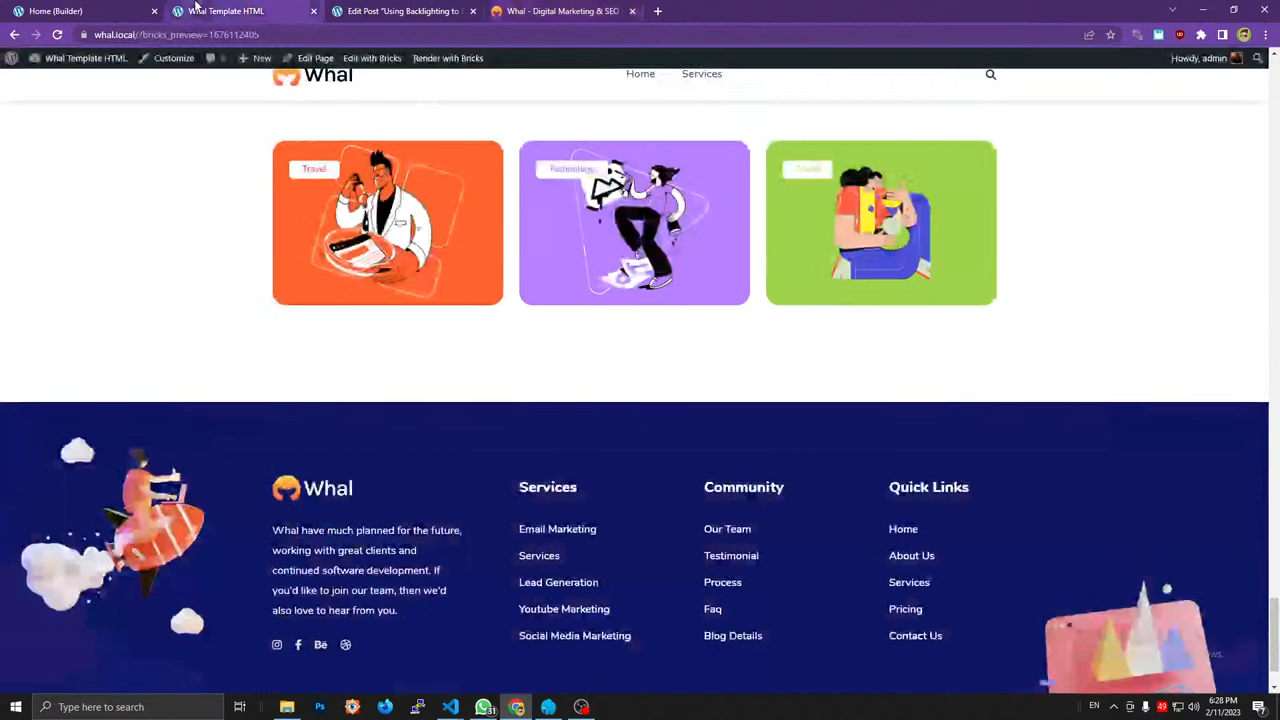 Home (Builder)
Whal Template HTML
Edit Post "Using Backlighting to
Whal - Digital Marketing & SEO
whal.local//bricks_preview=1676112405
Whal Template HTML
Customize
0
New
Edit Page
Edit with Bricks
Render with Bricks
Howdy, admin
Whal
Home
Services
Travel
Technology
Travel
Whal
Whal have much planned for the future,
working with great clients and
continued software development. If
you'd like to join our team, then we'd
also love to hear from you.
Services
Email Marketing
Services
Lead Generation
Youtube Marketing
Social Media Marketing
Community
Our Team
Testimonial
Process
Faq
Blog Details
Quick Links
Home
About Us
Services
Pricing
Contact Us
Type here to search
31
EN
49
6:28 PM
2/11/2023